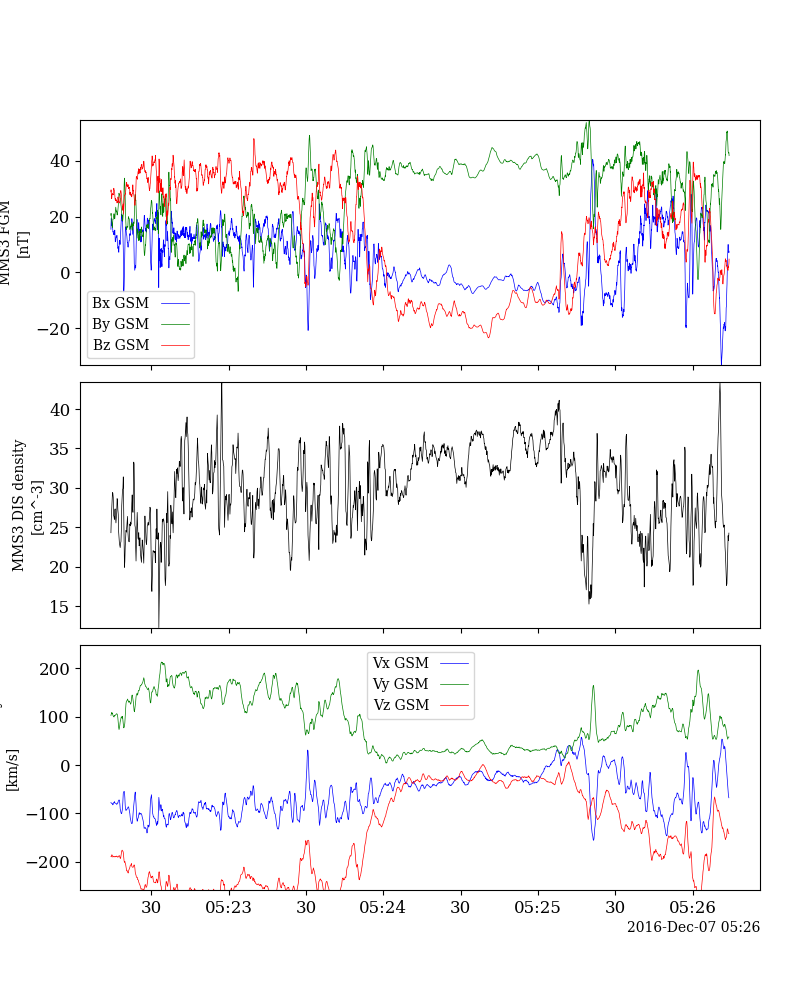 40
20
0
−20
MMS3 FGM
[nT]
Bx GSM
By GSM
Bz GSM
40
35
30
25
20
15
MMS3 DIS density
[cm^-3]
200
100
0
−100
−200
[km/s]
Vx GSM
Vy GSM
Vz GSM
30
05:23
30
05:24
30
05:25
30
05:26
2016-Dec-07 05:26